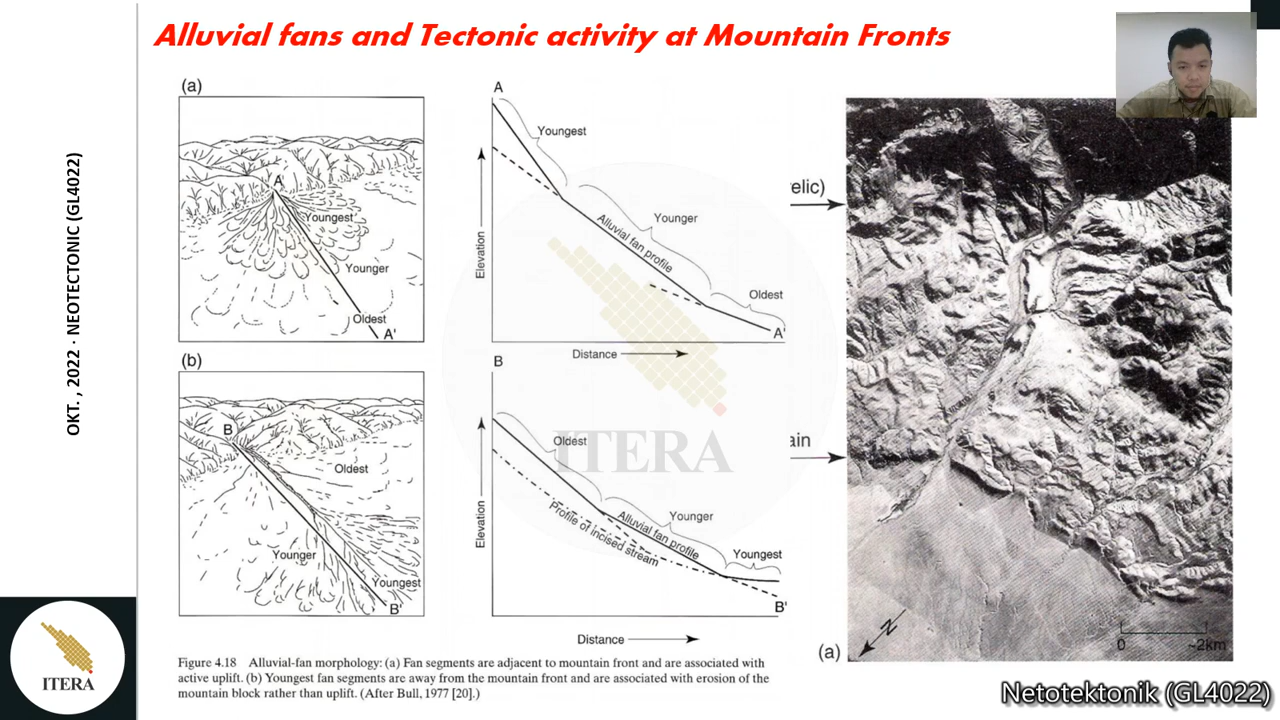 Alluvial fans and Tectonic activity at Mountain Fronts
OKT. , 2022 · NEOTECTONIC (GL4022)
(a)
A
Youngest
Younger
Oldest
A'
A
Youngest
Younger
Alluvial fan profile
Oldest
A'
Elevation
Distance
(b)
B
Oldest
Younger
Youngest
B'
B
Oldest
Younger
Alluvial fan profile
Profile of incised stream
Youngest
B'
Elevation
Distance
ITERA
elic)
ain
N
0 ~2km
(a)
Figure 4.18 Alluvial-fan morphology: (a) Fan segments are adjacent to mountain front and are associated with
active uplift. (b) Youngest fan segments are away from the mountain front and are associated with erosion of the
mountain block rather than uplift. (After Bull, 1977 [20].)
ITERA
Netotektonik (GL4022)